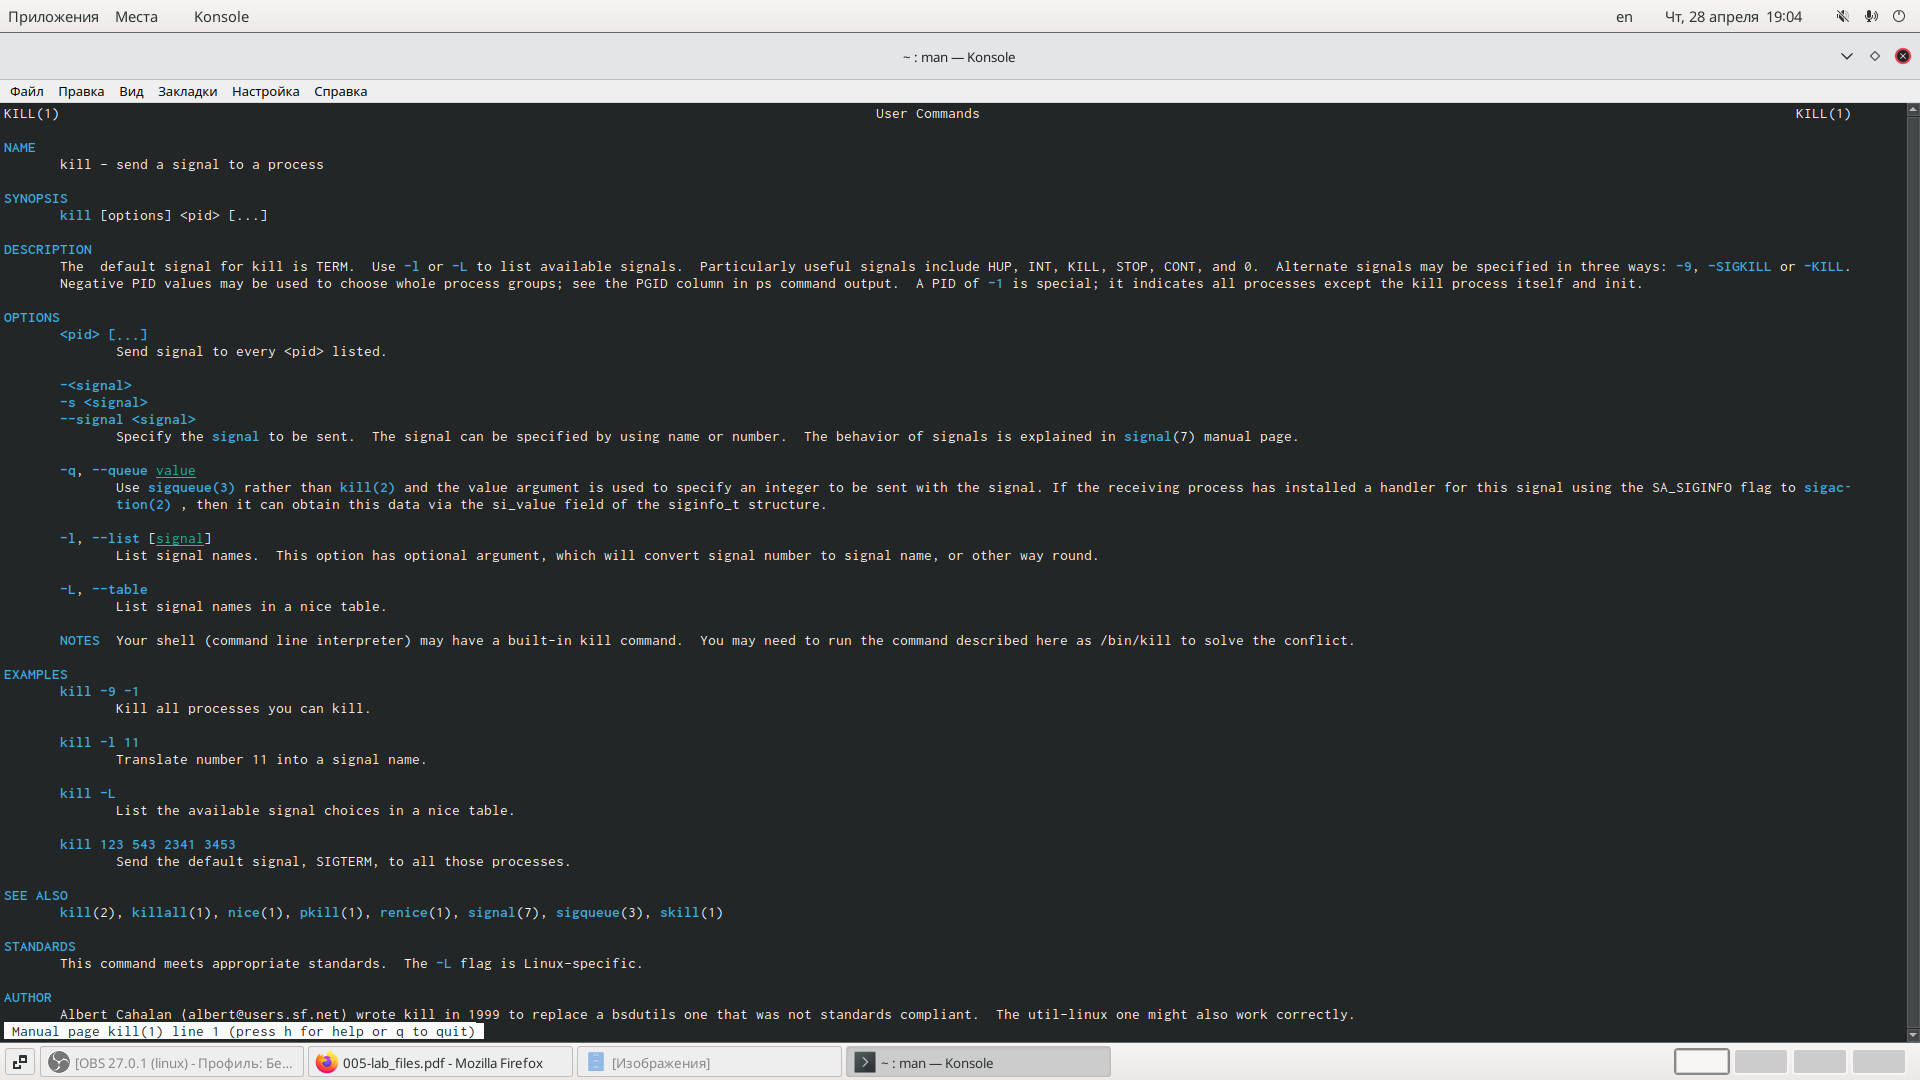 Приложения Места Konsole en Чт, 28 апреля 19:04
~ : man — Konsole
Файл Правка Вид Закладки Настройка Справка
KILL(1) User Commands KILL(1)
NAME
kill - send a signal to a process
SYNOPSIS
kill [options] <pid> [...]
DESCRIPTION
The default signal for kill is TERM. Use -l or -L to list available signals. Particularly useful signals include HUP, INT, KILL, STOP, CONT, and 0. Alternate signals may be specified in three ways: -9, -SIGKILL or -KILL.
Negative PID values may be used to choose whole process groups; see the PGID column in ps command output. A PID of -1 is special; it indicates all processes except the kill process itself and init.
OPTIONS
<pid> [...]
Send signal to every <pid> listed.
-<signal>
-s <signal>
--signal <signal>
Specify the signal to be sent. The signal can be specified by using name or number. The behavior of signals is explained in signal(7) manual page.
-q, --queue value
Use sigqueue(3) rather than kill(2) and the value argument is used to specify an integer to be sent with the signal. If the receiving process has installed a handler for this signal using the SA_SIGINFO flag to sigac-
tion(2) , then it can obtain this data via the si_value field of the siginfo_t structure.
-l, --list [signal]
List signal names. This option has optional argument, which will convert signal number to signal name, or other way round.
-L, --table
List signal names in a nice table.
NOTES Your shell (command line interpreter) may have a built-in kill command. You may need to run the command described here as /bin/kill to solve the conflict.
EXAMPLES
kill -9 -1
Kill all processes you can kill.
kill -l 11
Translate number 11 into a signal name.
kill -L
List the available signal choices in a nice table.
kill 123 543 2341 3453
Send the default signal, SIGTERM, to all those processes.
SEE ALSO
kill(2), killall(1), nice(1), pkill(1), renice(1), signal(7), sigqueue(3), skill(1)
STANDARDS
This command meets appropriate standards. The -L flag is Linux-specific.
AUTHOR
Albert Cahalan ⟨albert@users.sf.net⟩ wrote kill in 1999 to replace a bsdutils one that was not standards compliant. The util-linux one might also work correctly.
Manual page kill(1) line 1 (press h for help or q to quit)
[OBS 27.0.1 (linux) - Профиль: Бе... 005-lab_files.pdf - Mozilla Firefox [Изображения] ~ : man — Konsole